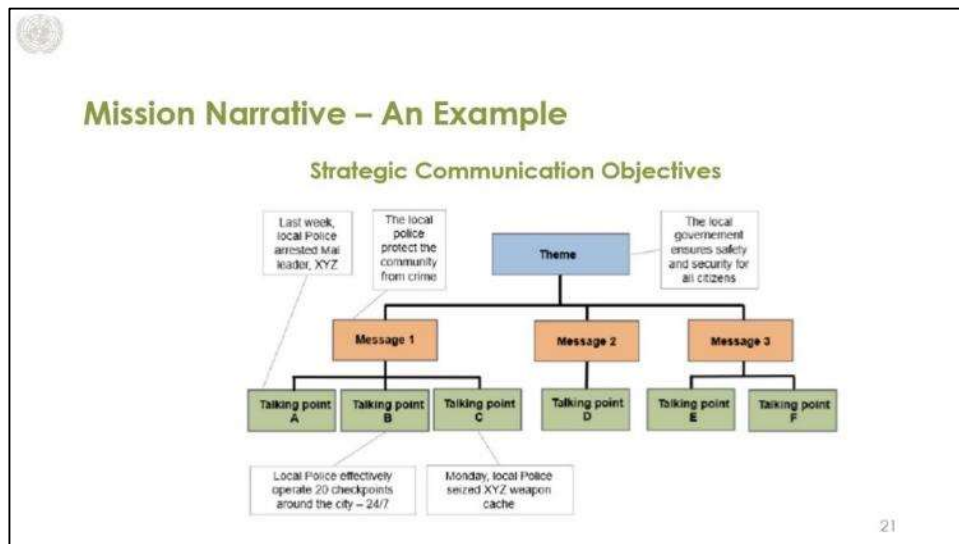 Mission Narrative – An Example
Strategic Communication Objectives
Last week,
local Police
arrested Mai
leader, XYZ
The local
police
protect the
community
from crime
Theme
The local
governement
ensures safety
and security for
all citizens
Message 1
Message 2
Message 3
Talking point
A
Talking point
B
Talking point
C
Talking point
D
Talking point
E
Talking point
F
Local Police effectively
operate 20 checkpoints
around the city – 24/7
Monday, local Police
seized XYZ weapon
cache
21